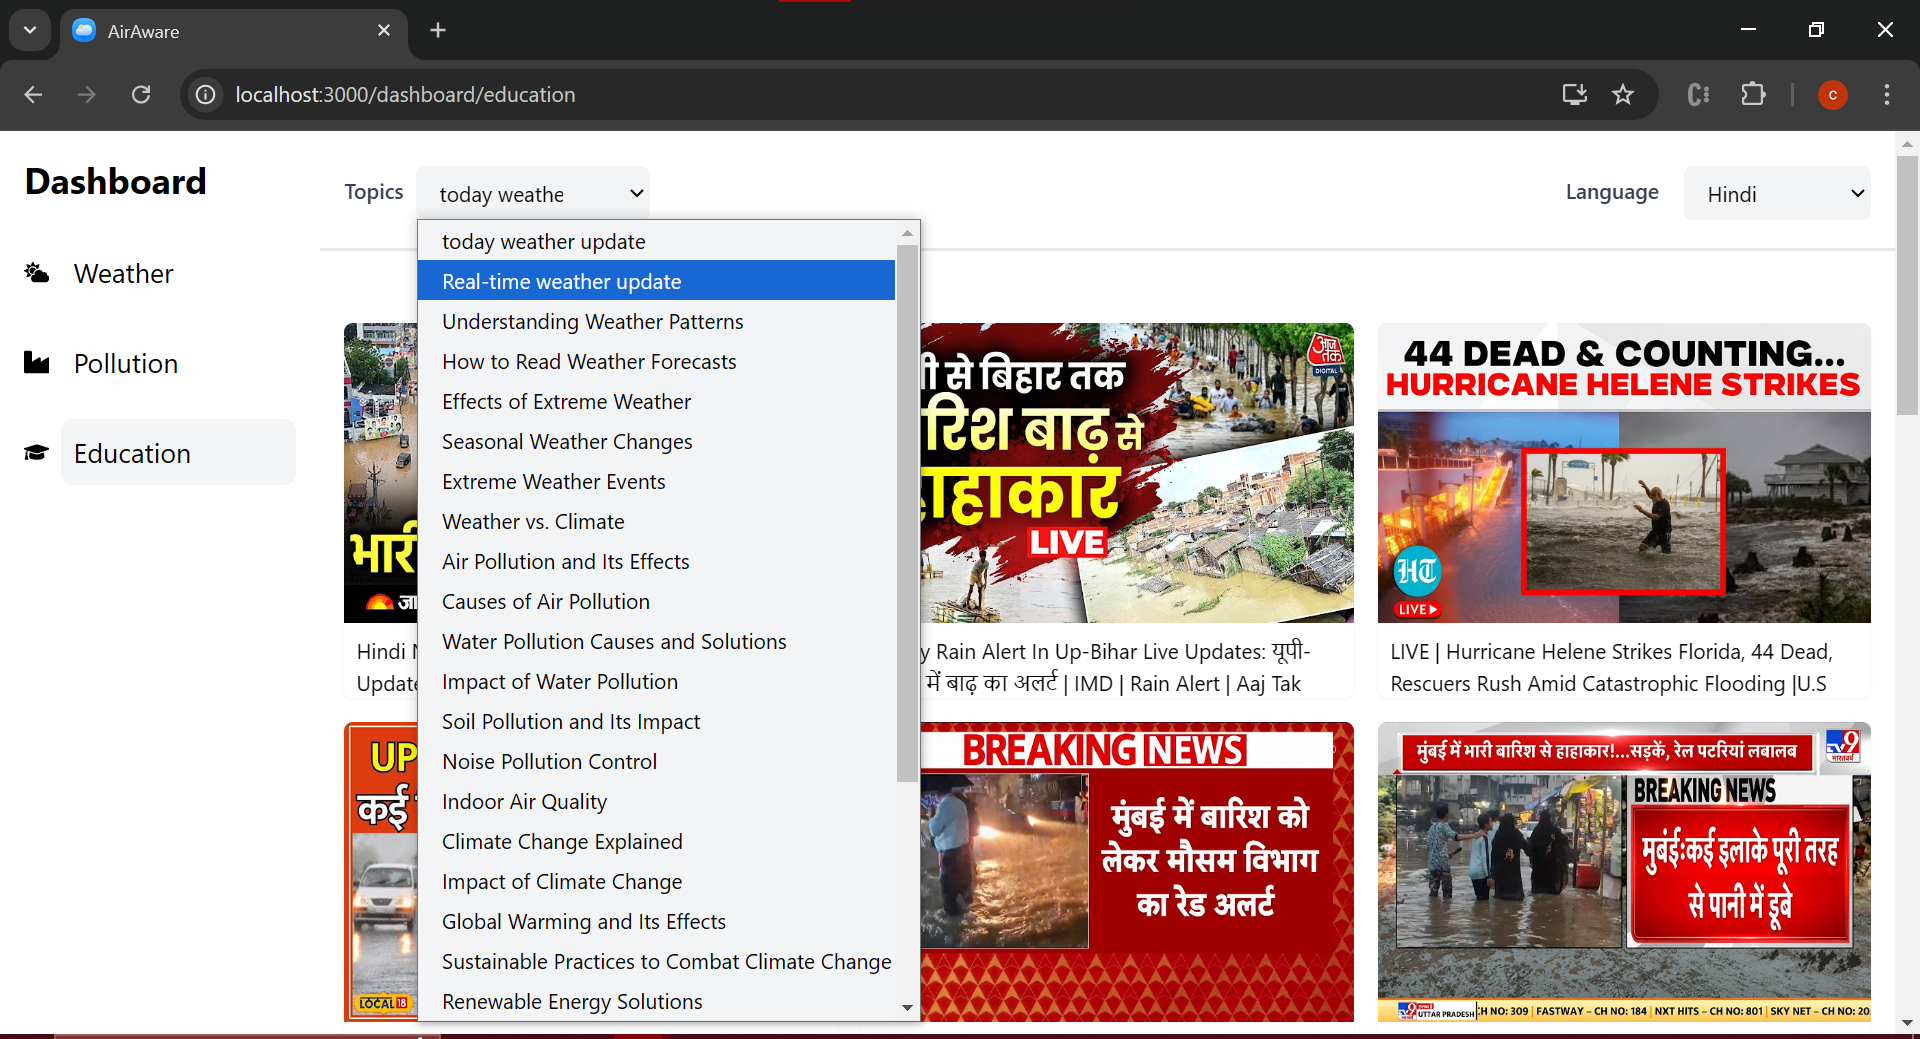 AirAware
localhost:3000/dashboard/education
C
Dashboard
Weather
Pollution
Education
Topics
today weathe
Language
Hindi
today weather update
Real-time weather update
Understanding Weather Patterns
How to Read Weather Forecasts
Effects of Extreme Weather
Seasonal Weather Changes
Extreme Weather Events
Weather vs. Climate
Air Pollution and Its Effects
Causes of Air Pollution
Water Pollution Causes and Solutions
Impact of Water Pollution
Soil Pollution and Its Impact
Noise Pollution Control
Indoor Air Quality
Climate Change Explained
Impact of Climate Change
Global Warming and Its Effects
Sustainable Practices to Combat Climate Change
Renewable Energy Solutions
भारी
Hindi
Update
पी से बिहार तक
रिश बाढ़ से
हाहाकार
LIVE
आज तक
DIGITAL
y Rain Alert In Up-Bihar Live Updates: यूपी-
में बाढ़ का अलर्ट | IMD | Rain Alert | Aaj Tak
44 DEAD & COUNTING...
HURRICANE HELENE STRIKES
HT
LIVE
LIVE | Hurricane Helene Strikes Florida, 44 Dead,
Rescuers Rush Amid Catastrophic Flooding |U.S
UP
कई
LOCAL 18
BREAKING NEWS
मुंबई में बारिश को
लेकर मौसम विभाग
का रेड अलर्ट
मुंबई में भारी बारिश से हाहाकार!...सड़कें, रेल पटरियां लबालब
TV9
भारतवर्ष
BREAKING NEWS
मुबंई:कई इलाके पूरी तरह
से पानी में डूबे
TV9
UTTAR PRADESH
CH NO: 309 | FASTWAY – CH NO: 184 | NXT HITS – CH NO: 801 | SKY NET – CH NO: 20